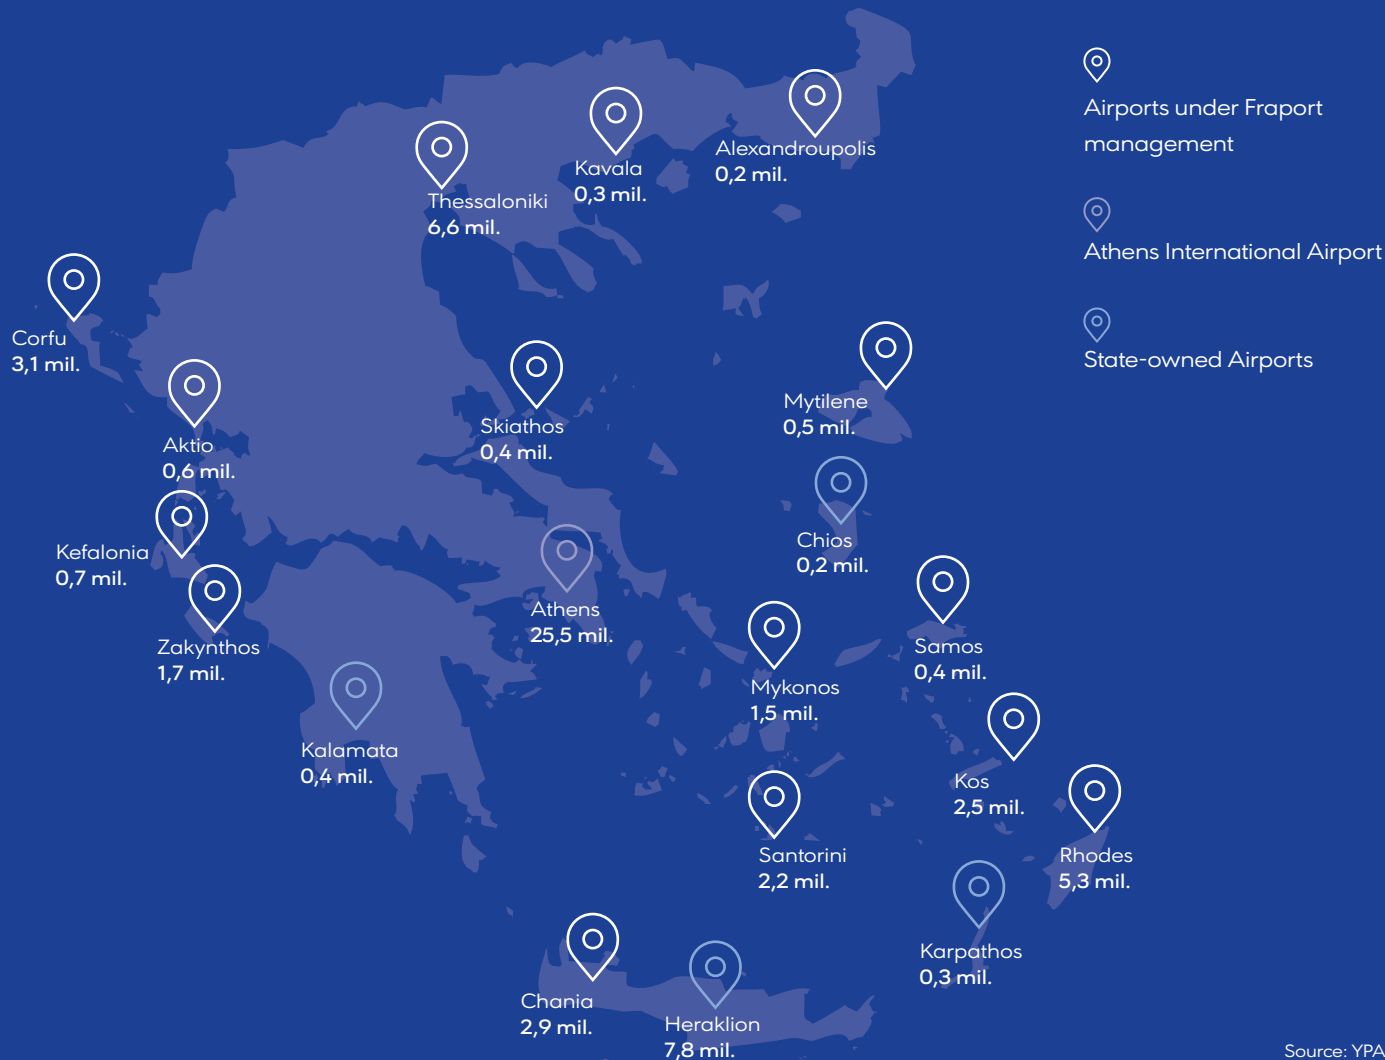 Airports under Fraport
management
Athens International Airport
State-owned Airports
Alexandroupolis
0,2 mil.
Kavala
0,3 mil.
Thessaloniki
6,6 mil.
Corfu
3,1 mil.
Aktio
0,6 mil.
Skiathos
0,4 mil.
Mytilene
0,5 mil.
Kefalonia
0,7 mil.
Chios
0,2 mil.
Zakynthos
1,7 mil.
Athens
25,5 mil.
Samos
0,4 mil.
Mykonos
1,5 mil.
Kalamata
0,4 mil.
Kos
2,5 mil.
Santorini
2,2 mil.
Rhodes
5,3 mil.
Karpathos
0,3 mil.
Chania
2,9 mil.
Heraklion
7,8 mil.
Source: YPA